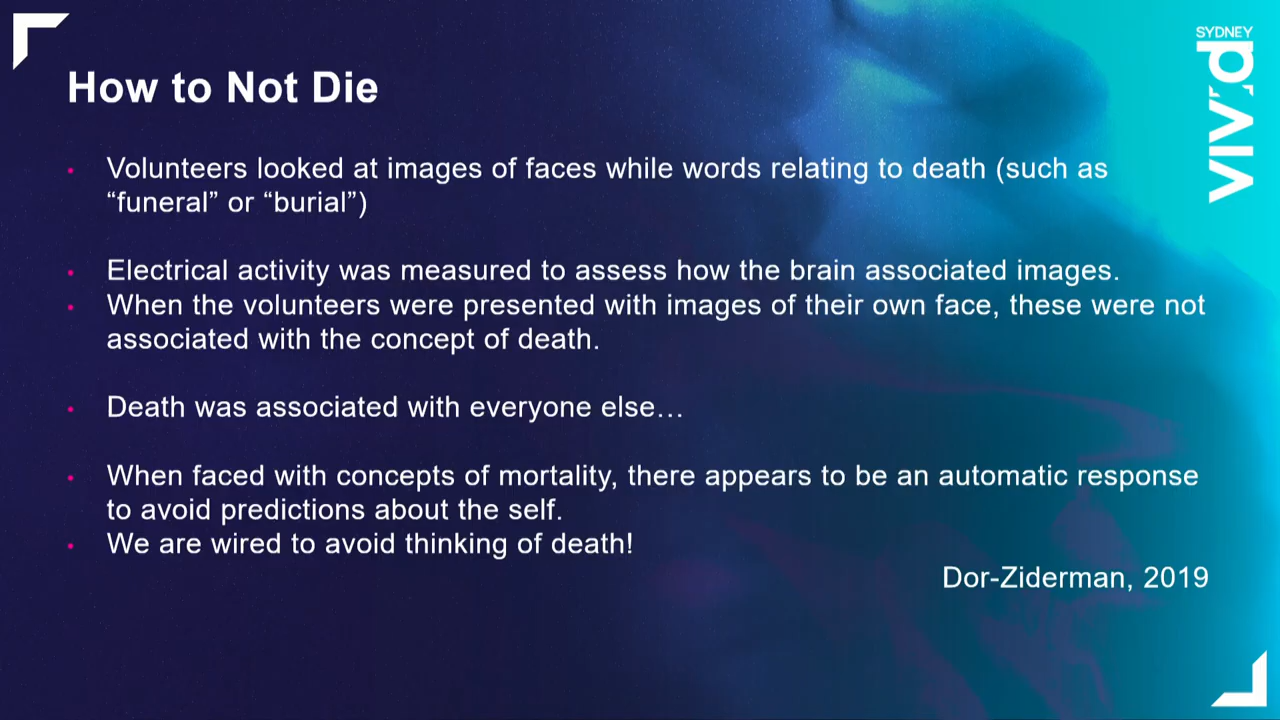 SYDNEY
VIVID
How to Not Die
• Volunteers looked at images of faces while words relating to death (such as
“funeral” or “burial”)
• Electrical activity was measured to assess how the brain associated images.
• When the volunteers were presented with images of their own face, these were not
associated with the concept of death.
• Death was associated with everyone else…
• When faced with concepts of mortality, there appears to be an automatic response
to avoid predictions about the self.
• We are wired to avoid thinking of death!
Dor-Ziderman, 2019